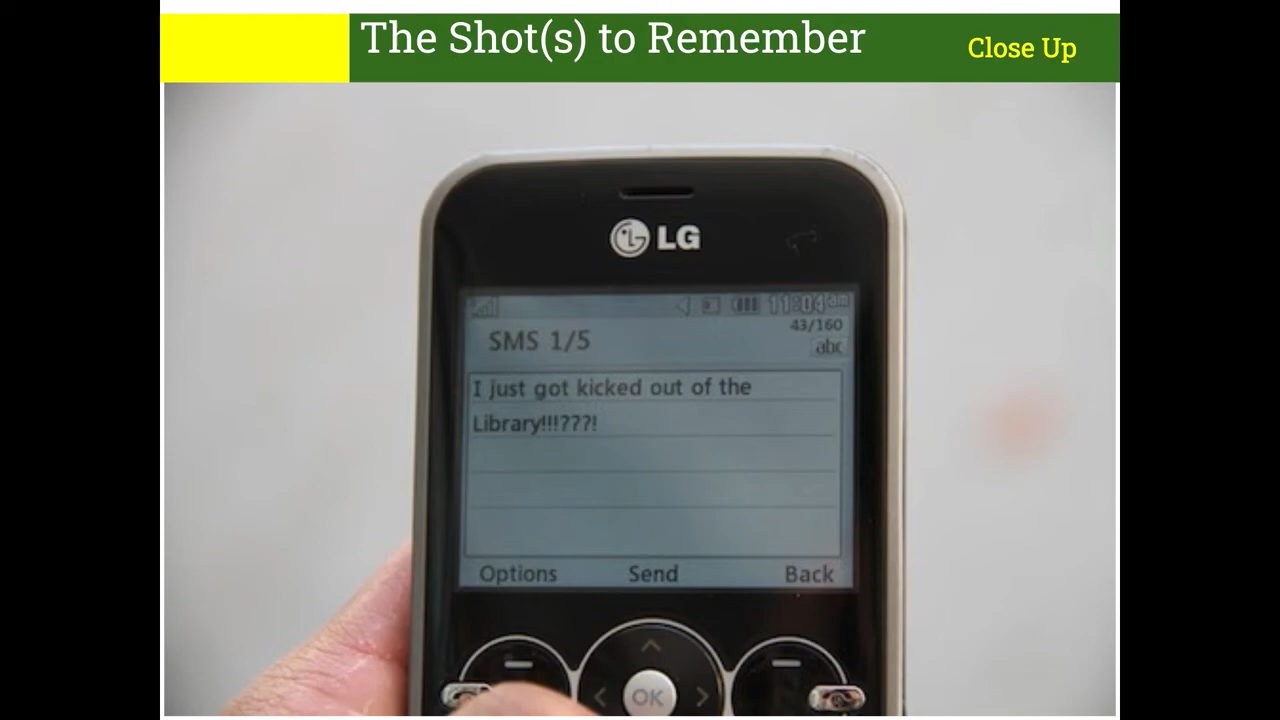 The Shot(s) to Remember
Close Up
LG
11:04am
43/160
SMS 1/5
abc
I just got kicked out of the
Library!!!???!
Options Send Back
OK